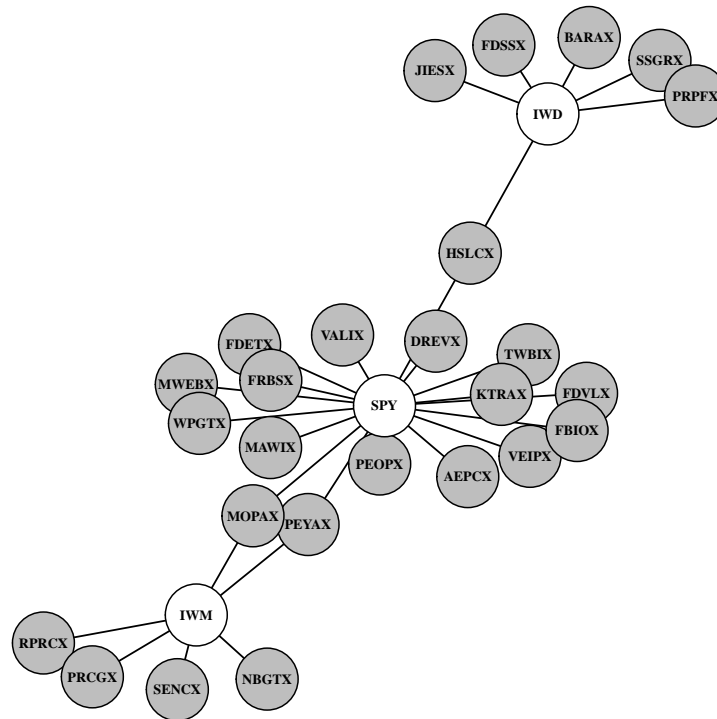 BARAX
FDSSX
SSGRX
JIESX
PRPFX
IWD
HSLCX
VALIX
DREVX
FDETX
TWBIX
FRBSX
MWEBX
KTRAX
FDVLX
SPY
WPGTX
FBIOX
MAWIX
VEIPX
PEOPX
AEPCX
MOPAX
PEYAX
IWM
RPRCX
PRCGX
NBGTX
SENCX